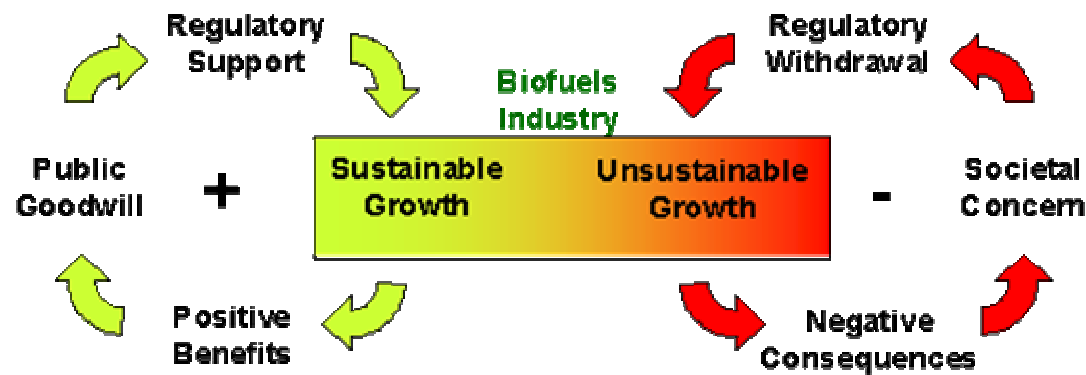 Regulatory
Support
Regulatory
Withdrawal
Biofuels
Industry
Public
Goodwill
+
Sustainable
Growth
Unsustainable
Growth
-
Societal
Concern
Positive
Benefits
Negative
Consequences